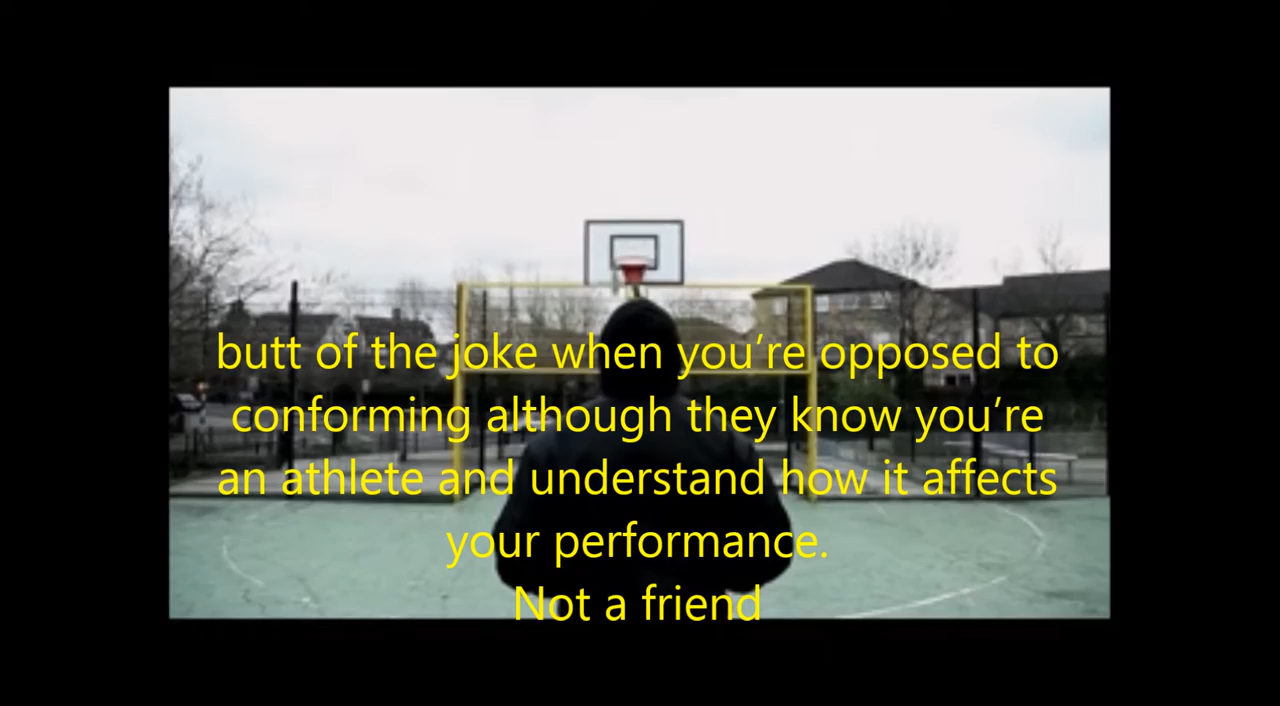 butt of the joke when you’re opposed to
conforming although they know you’re
an athlete and understand how it affects
your performance.
Not a friend